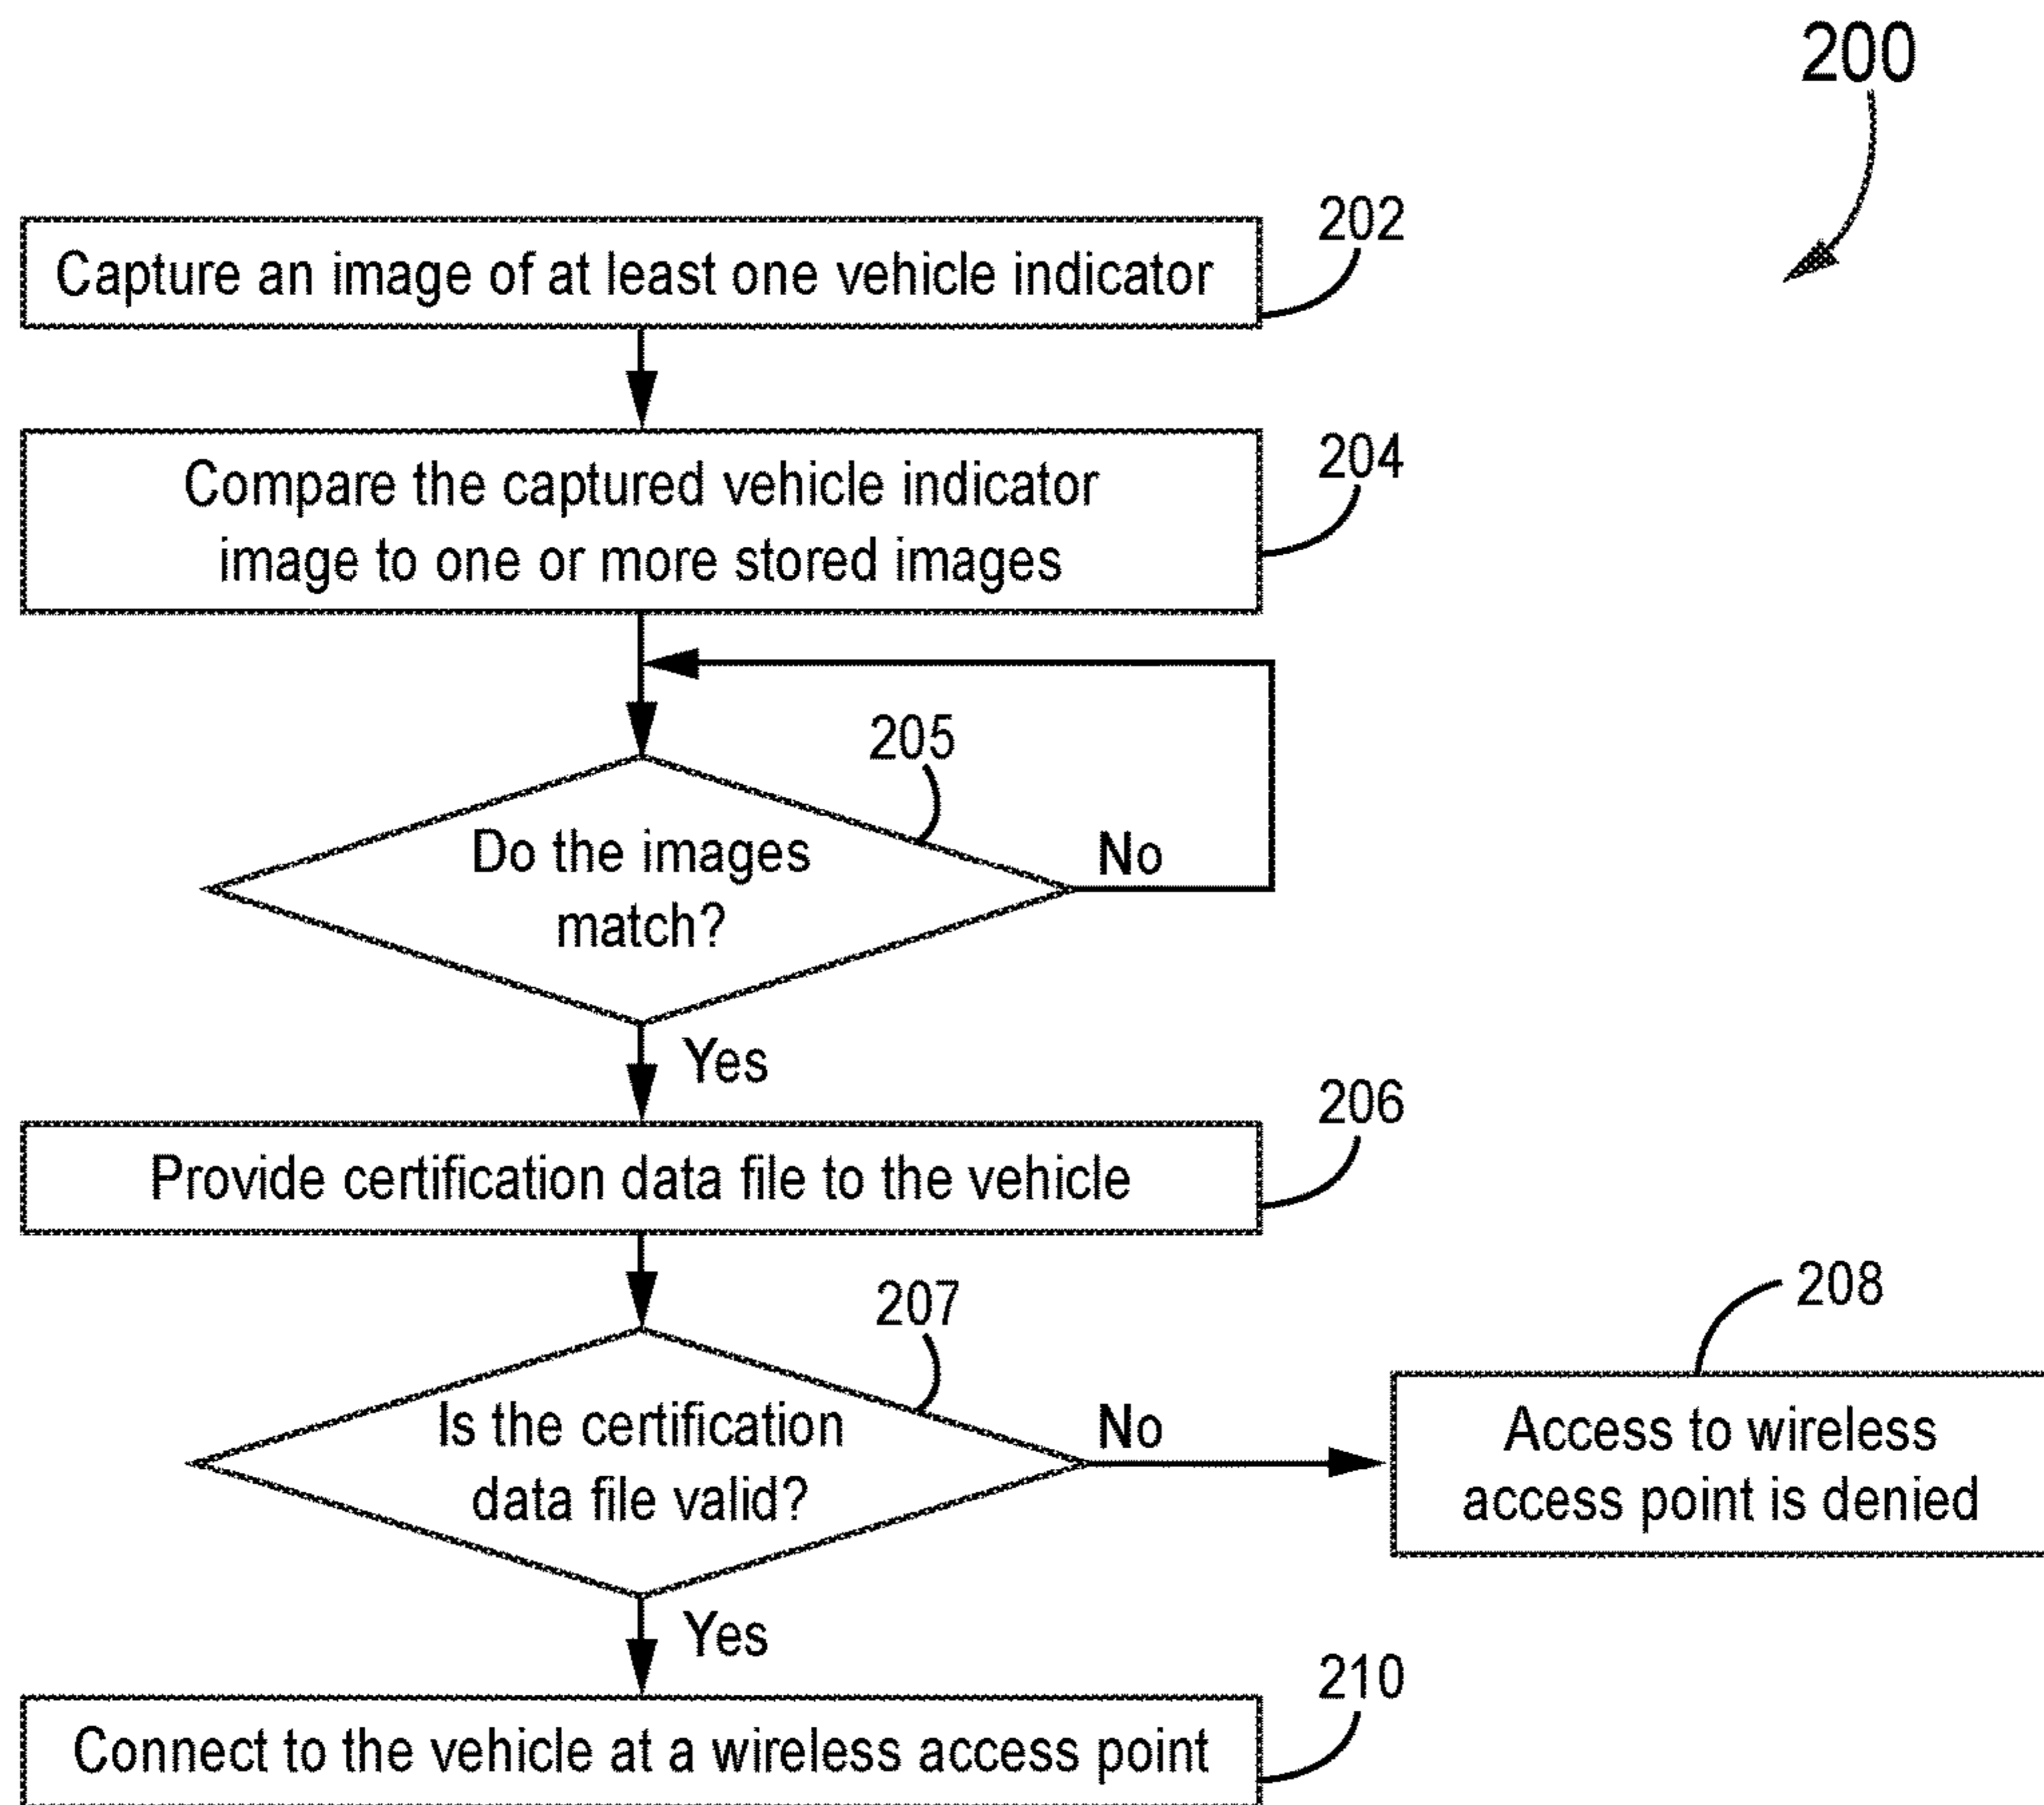 200
202
Capture an image of at least one vehicle indicator
204
Compare the captured vehicle indicator
image to one or more stored images
205
Do the images
match?
No
Yes
206
Provide certification data file to the vehicle
207
208
Is the certification
data file valid?
No
Access to wireless
access point is denied
Yes
210
Connect to the vehicle at a wireless access point